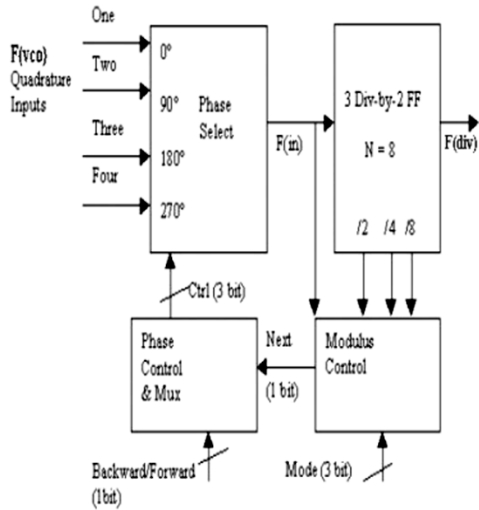 One
F(vco)
Quadrature
Inputs
Two
Three
Four
0°
90°
180°
270°
Phase
Select
F(in)
3 Div-by-2 FF
N = 8
/2 /4 /8
F(div)
Ctrl (3 bit)
Phase
Control
& Mux
Next
(1 bit)
Modulus
Control
Backward/Forward
(1bit)
Mode (3 bit)